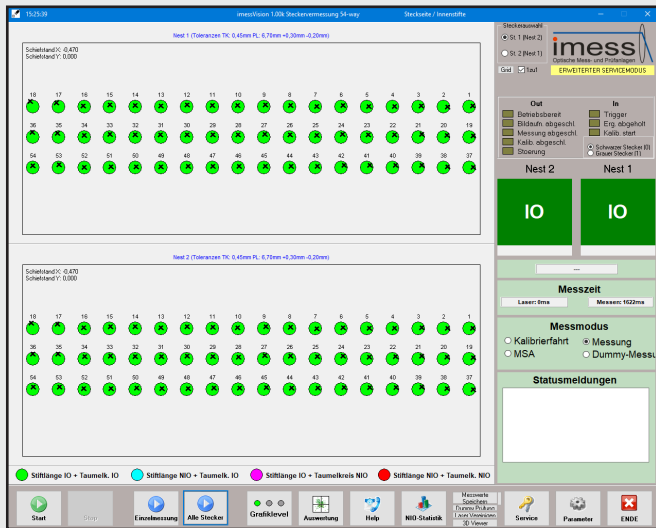 15:25:39 imessVision 1.00k Steckervermessung 54-way Steckseite / Innenstifte
Nest 1 (Toleranzen TK: 0,45mm PL: 6,70mm +0,30mm -0,20mm)
Schiefstand X: -0,470
Schiefstand Y: 0,000
18 17 16 15 14 13 12 11 10 9 8 7 6 5 4 3 2 1
36 35 34 33 32 31 30 29 28 27 26 25 24 23 22 21 20 19
54 53 52 51 50 49 48 47 46 45 44 43 42 41 40 39 38 37
Nest 2 (Toleranzen TK: 0,45mm PL: 6,70mm +0,30mm -0,20mm)
Schiefstand X: -0,470
Schiefstand Y: 0,000
18 17 16 15 14 13 12 11 10 9 8 7 6 5 4 3 2 1
36 35 34 33 32 31 30 29 28 27 26 25 24 23 22 21 20 19
54 53 52 51 50 49 48 47 46 45 44 43 42 41 40 39 38 37
Stiftlänge IO + Taumelk. IO Stiftlänge NIO + Taumelk. IO Stiftlänge IO + Taumelkreis NIO Stiftlänge NIO + Taumelk. NIO
Steckerauswahl
St. 1 (Nest 2)
St. 2 (Nest 1)
imess
Optische Mess- und Prüfanlagen
Grid 1zu1 ERWEITERTER SERVICEMODUS
Out In
Betriebsbereit Trigger
Bildaufn. abgeschl. Erg. abgeholt
Messung abgeschl. Kalib. start
Kalib. abgeschl. Schwarzer Stecker (0)
Stoerung Grauer Stecker (1)
Nest 2 Nest 1
IO IO
---
Messzeit
Laser: 0ms Messen: 1622ms
Messmodus
Kalibrierfahrt Messung
MSA Dummy-Messu
Statusmeldungen
Start Stop Einzelmessung Alle Stecker Grafiklevel Auswertung Help NIO-Statistik
Messwerte
Speichern
Dummy Prüfung
Laser Vereinigen
3D Viewer
Service Parameter ENDE